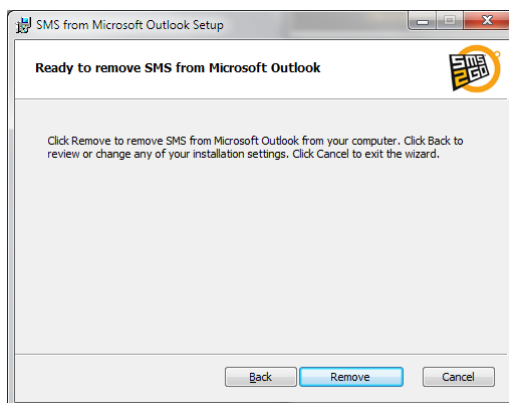 SMS from Microsoft Outlook Setup
Ready to remove SMS from Microsoft Outlook
SMS
2GO
Click Remove to remove SMS from Microsoft Outlook from your computer. Click Back to
review or change any of your installation settings. Click Cancel to exit the wizard.
Back Remove Cancel